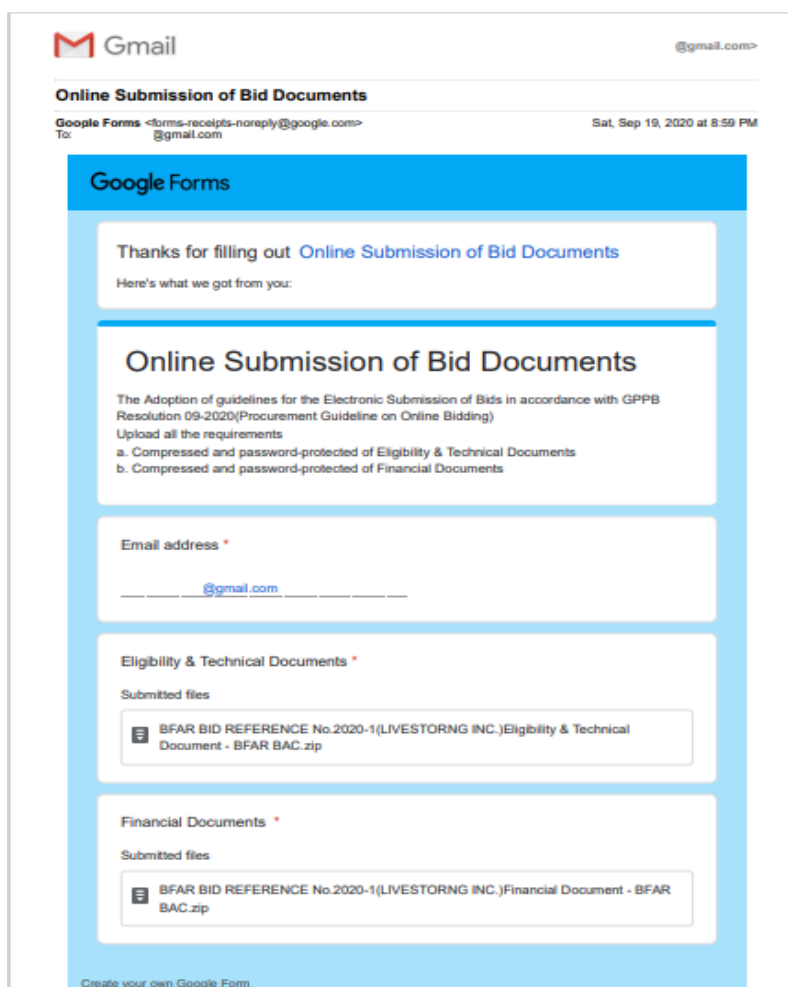 Gmail
@gmail.com>
Online Submission of Bid Documents
Google Forms <forms-receipts-noreply@google.com>
Sat, Sep 19, 2020 at 8:59 PM
To: @gmail.com
Google Forms
Thanks for filling out Online Submission of Bid Documents
Here's what we got from you:
Online Submission of Bid Documents
The Adoption of guidelines for the Electronic Submission of Bids in accordance with GPPB
Resolution 09-2020(Procurement Guideline on Online Bidding)
Upload all the requirements
a. Compressed and password-protected of Eligibility & Technical Documents
b. Compressed and password-protected of Financial Documents
Email address *
@gmail.com
Eligibility & Technical Documents *
Submitted files
BFAR BID REFERENCE No.2020-1(LIVESTORNG INC.)Eligibility & Technical
Document - BFAR BAC.zip
Financial Documents *
Submitted files
BFAR BID REFERENCE No.2020-1(LIVESTORNG INC.)Financial Document - BFAR
BAC.zip
Create your own Google Form